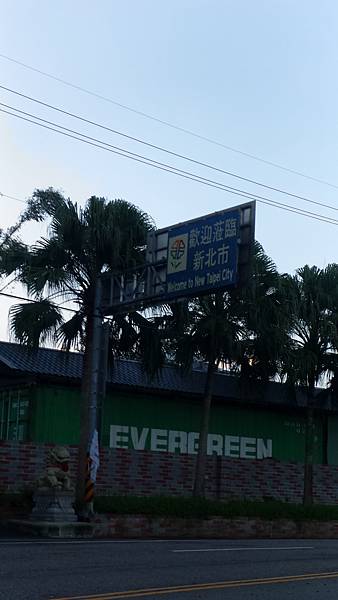 歡迎蒞臨
新北市
Welcome to New Taipei City
EVERGREEN